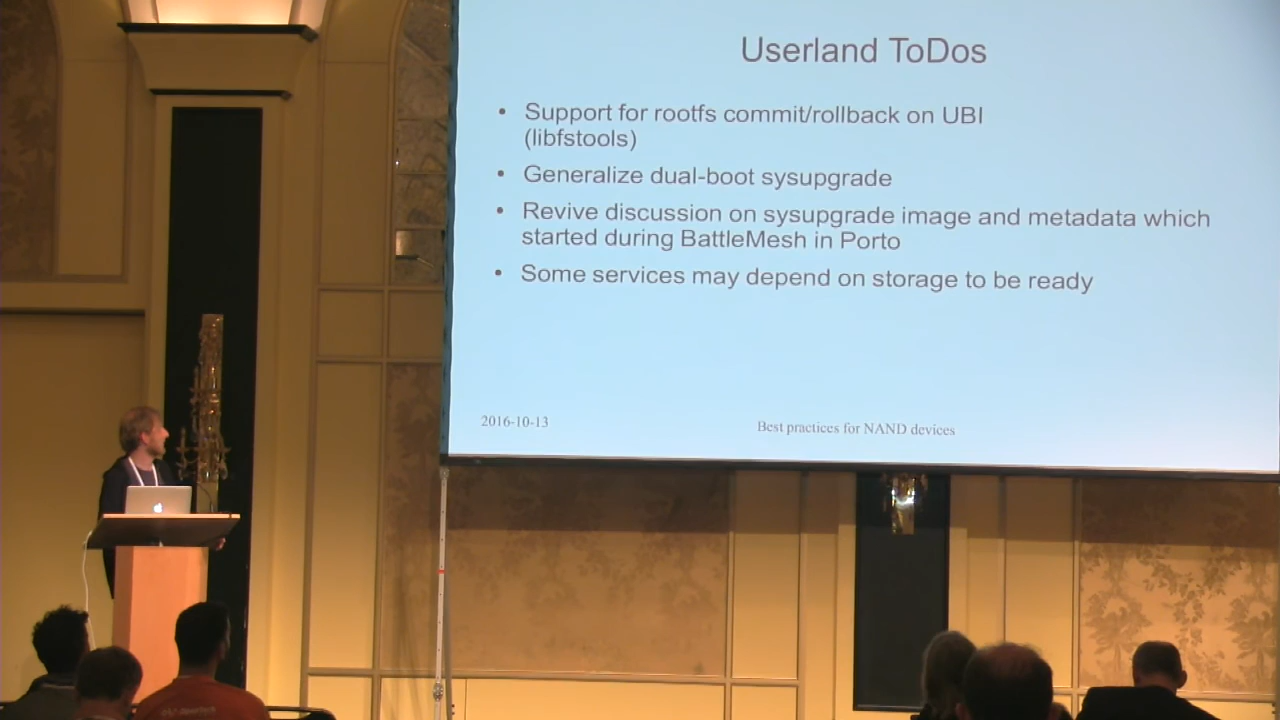 Userland ToDos
• Support for rootfs commit/rollback on UBI
(libfstools)
• Generalize dual-boot sysupgrade
• Revive discussion on sysupgrade image and metadata which
started during BattleMesh in Porto
• Some services may depend on storage to be ready
2016-10-13
Best practices for NAND devices